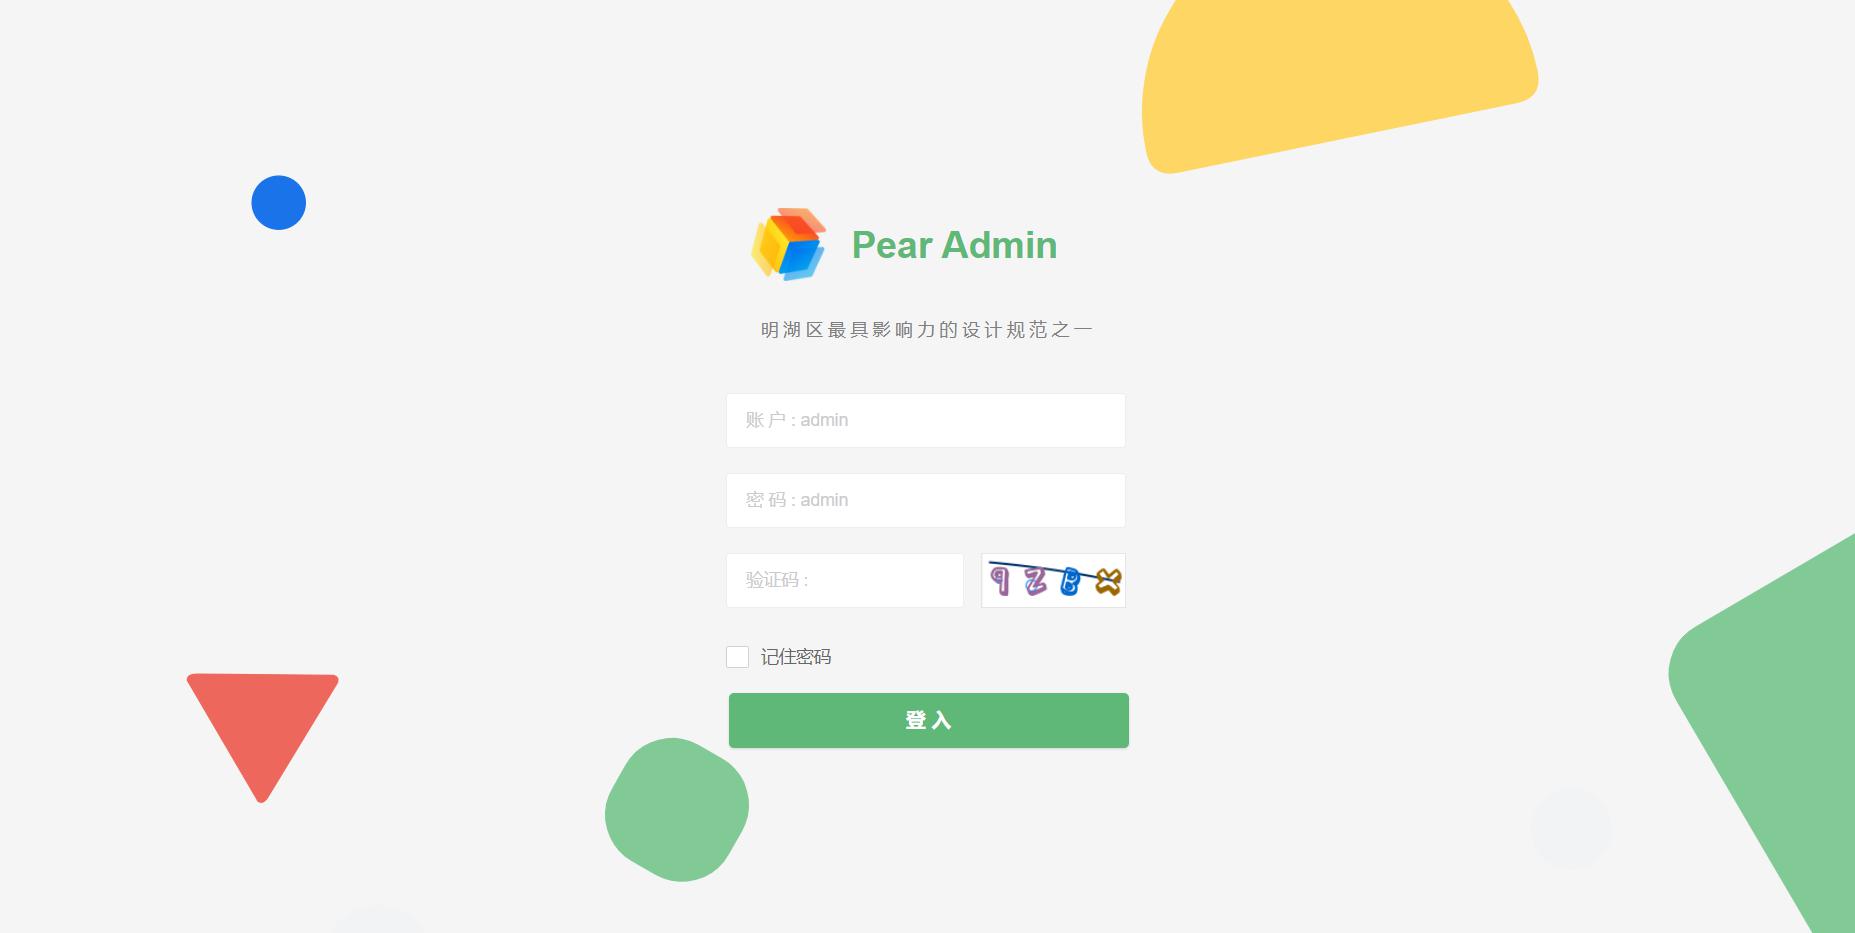 Pear Admin
明湖区最具影响力的设计规范之一
账 户 : admin
密 码 : admin
验证码 :
9 Z B X
记住密码
登 入